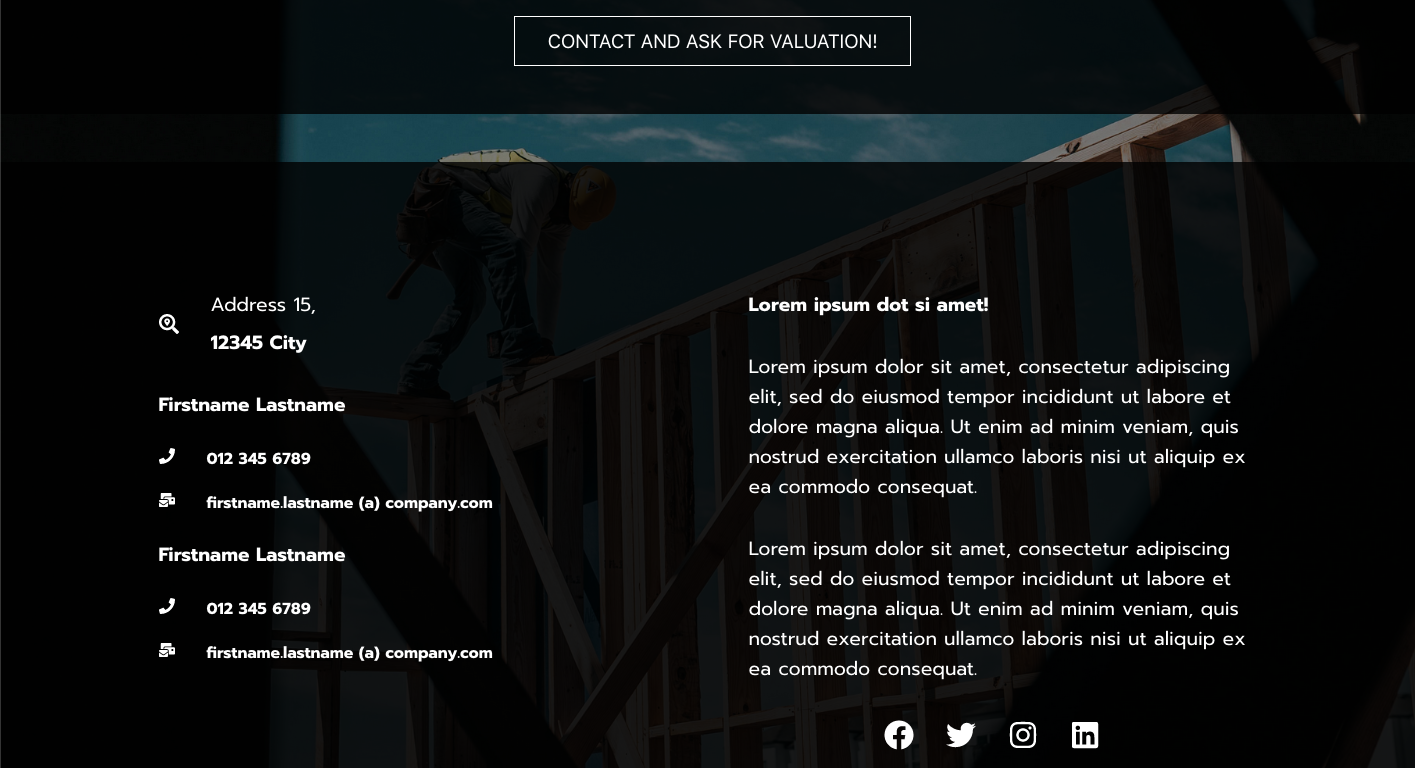 CONTACT AND ASK FOR VALUATION!
Address 15,
12345 City
Firstname Lastname
012 345 6789
firstname.lastname (a) company.com
Firstname Lastname
012 345 6789
firstname.lastname (a) company.com
Lorem ipsum dot si amet!
Lorem ipsum dolor sit amet, consectetur adipiscing
elit, sed do eiusmod tempor incididunt ut labore et
dolore magna aliqua. Ut enim ad minim veniam, quis
nostrud exercitation ullamco laboris nisi ut aliquip ex
ea commodo consequat.
Lorem ipsum dolor sit amet, consectetur adipiscing
elit, sed do eiusmod tempor incididunt ut labore et
dolore magna aliqua. Ut enim ad minim veniam, quis
nostrud exercitation ullamco laboris nisi ut aliquip ex
ea commodo consequat.